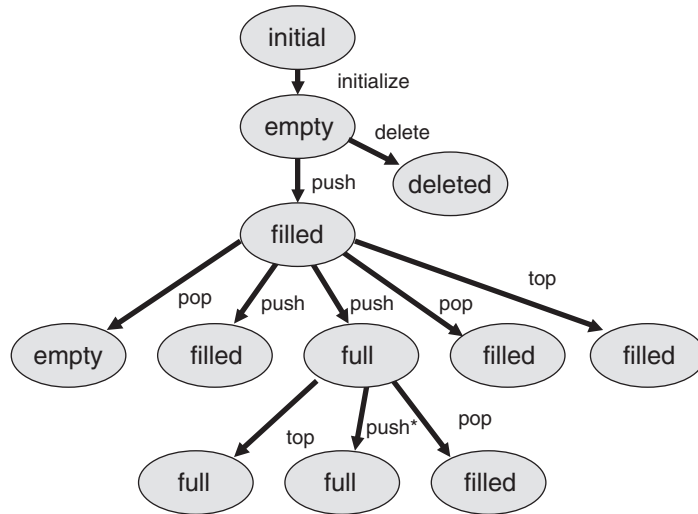 initial
initialize
empty
delete
deleted
push
filled
pop
push
push
pop
top
empty
filled
full
filled
filled
top
push*
pop
full
full
filled